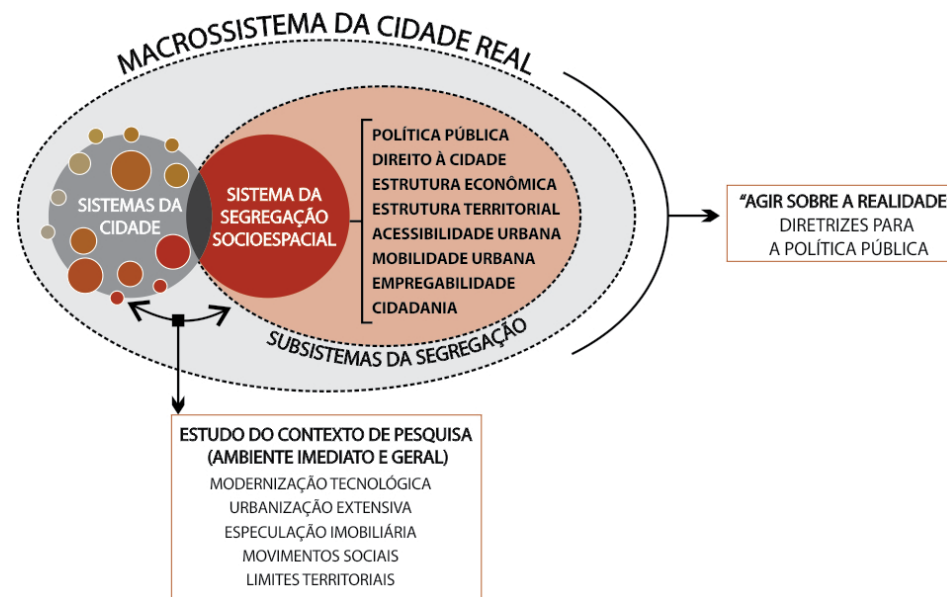 MACROSSISTEMA DA CIDADE REAL
SISTEMAS DA
CIDADE
SISTEMA DA
SEGREGAÇÃO
SOCIOESPACIAL
POLÍTICA PÚBLICA
DIREITO À CIDADE
ESTRUTURA ECONÔMICA
ESTRUTURA TERRITORIAL
ACESSIBILIDADE URBANA
MOBILIDADE URBANA
EMPREGABILIDADE
CIDADANIA
SUBSISTEMAS DA SEGREGAÇÃO
"AGIR SOBRE A REALIDADE
DIRETRIZES PARA
A POLÍTICA PÚBLICA
ESTUDO DO CONTEXTO DE PESQUISA
(AMBIENTE IMEDIATO E GERAL)
MODERNIZAÇÃO TECNOLÓGICA
URBANIZAÇÃO EXTENSIVA
ESPECULAÇÃO IMOBILIÁRIA
MOVIMENTOS SOCIAIS
LIMITES TERRITORIAIS